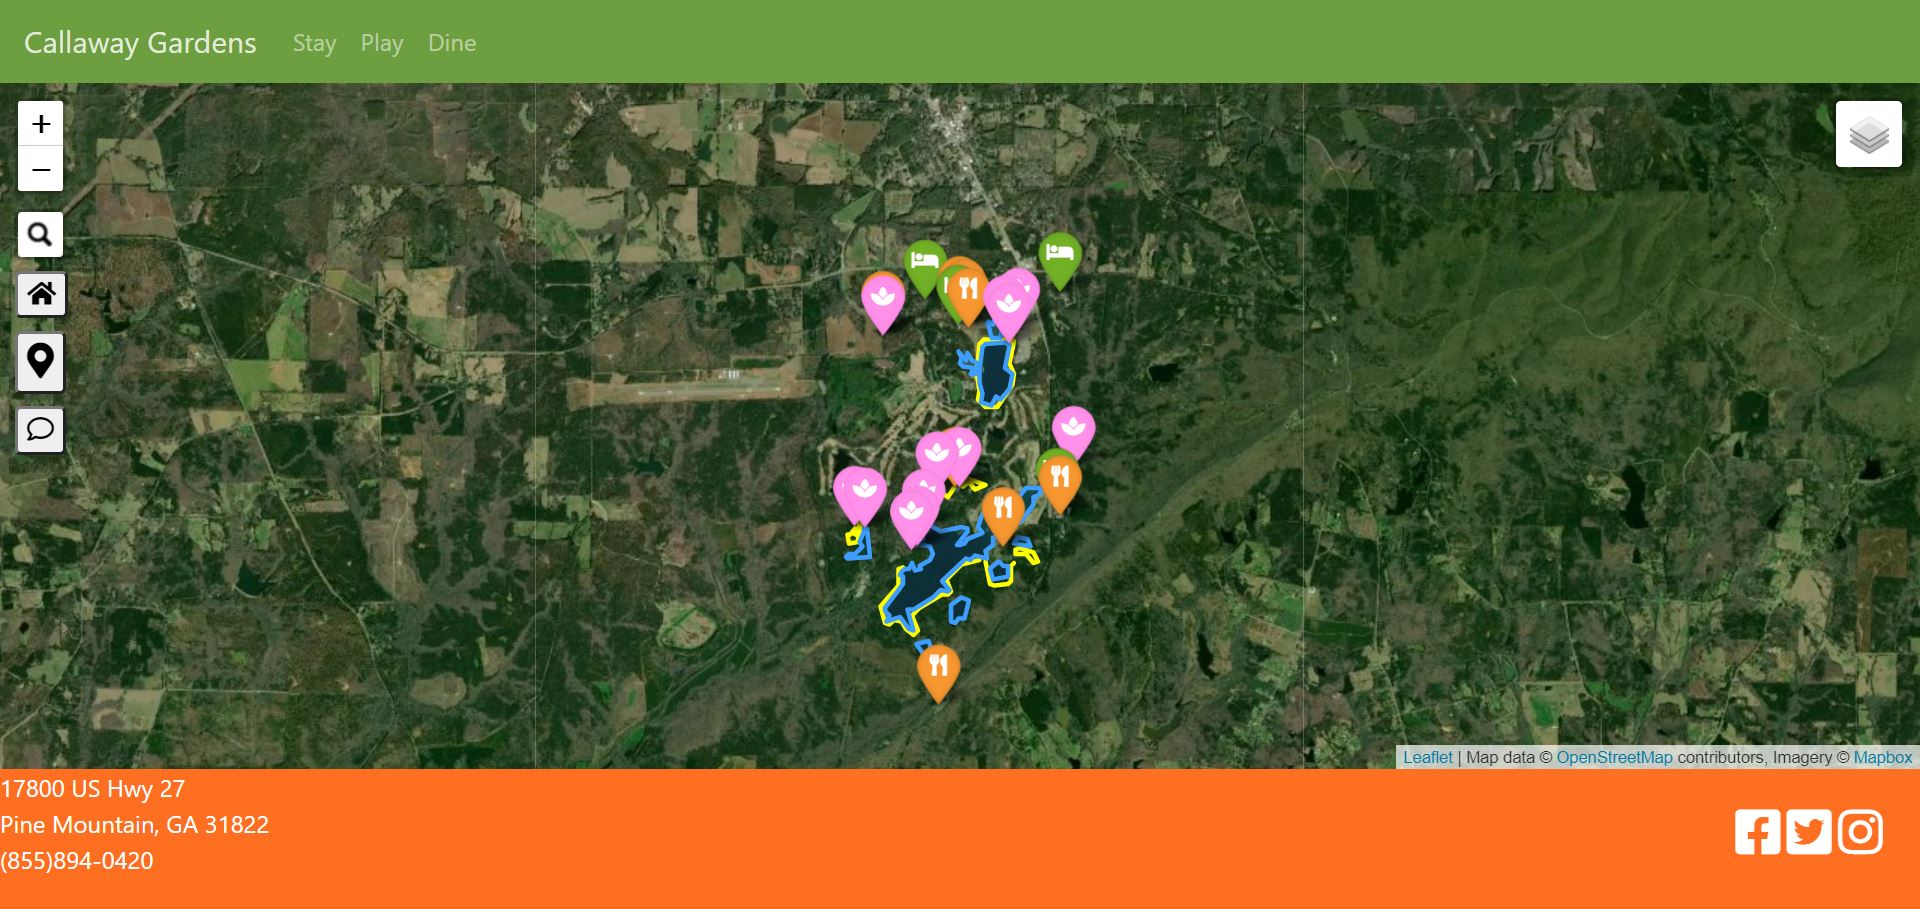 Callaway Gardens Stay Play Dine
+
−
Leaflet | Map data © OpenStreetMap contributors, Imagery © Mapbox
17800 US Hwy 27
Pine Mountain, GA 31822
(855)894-0420